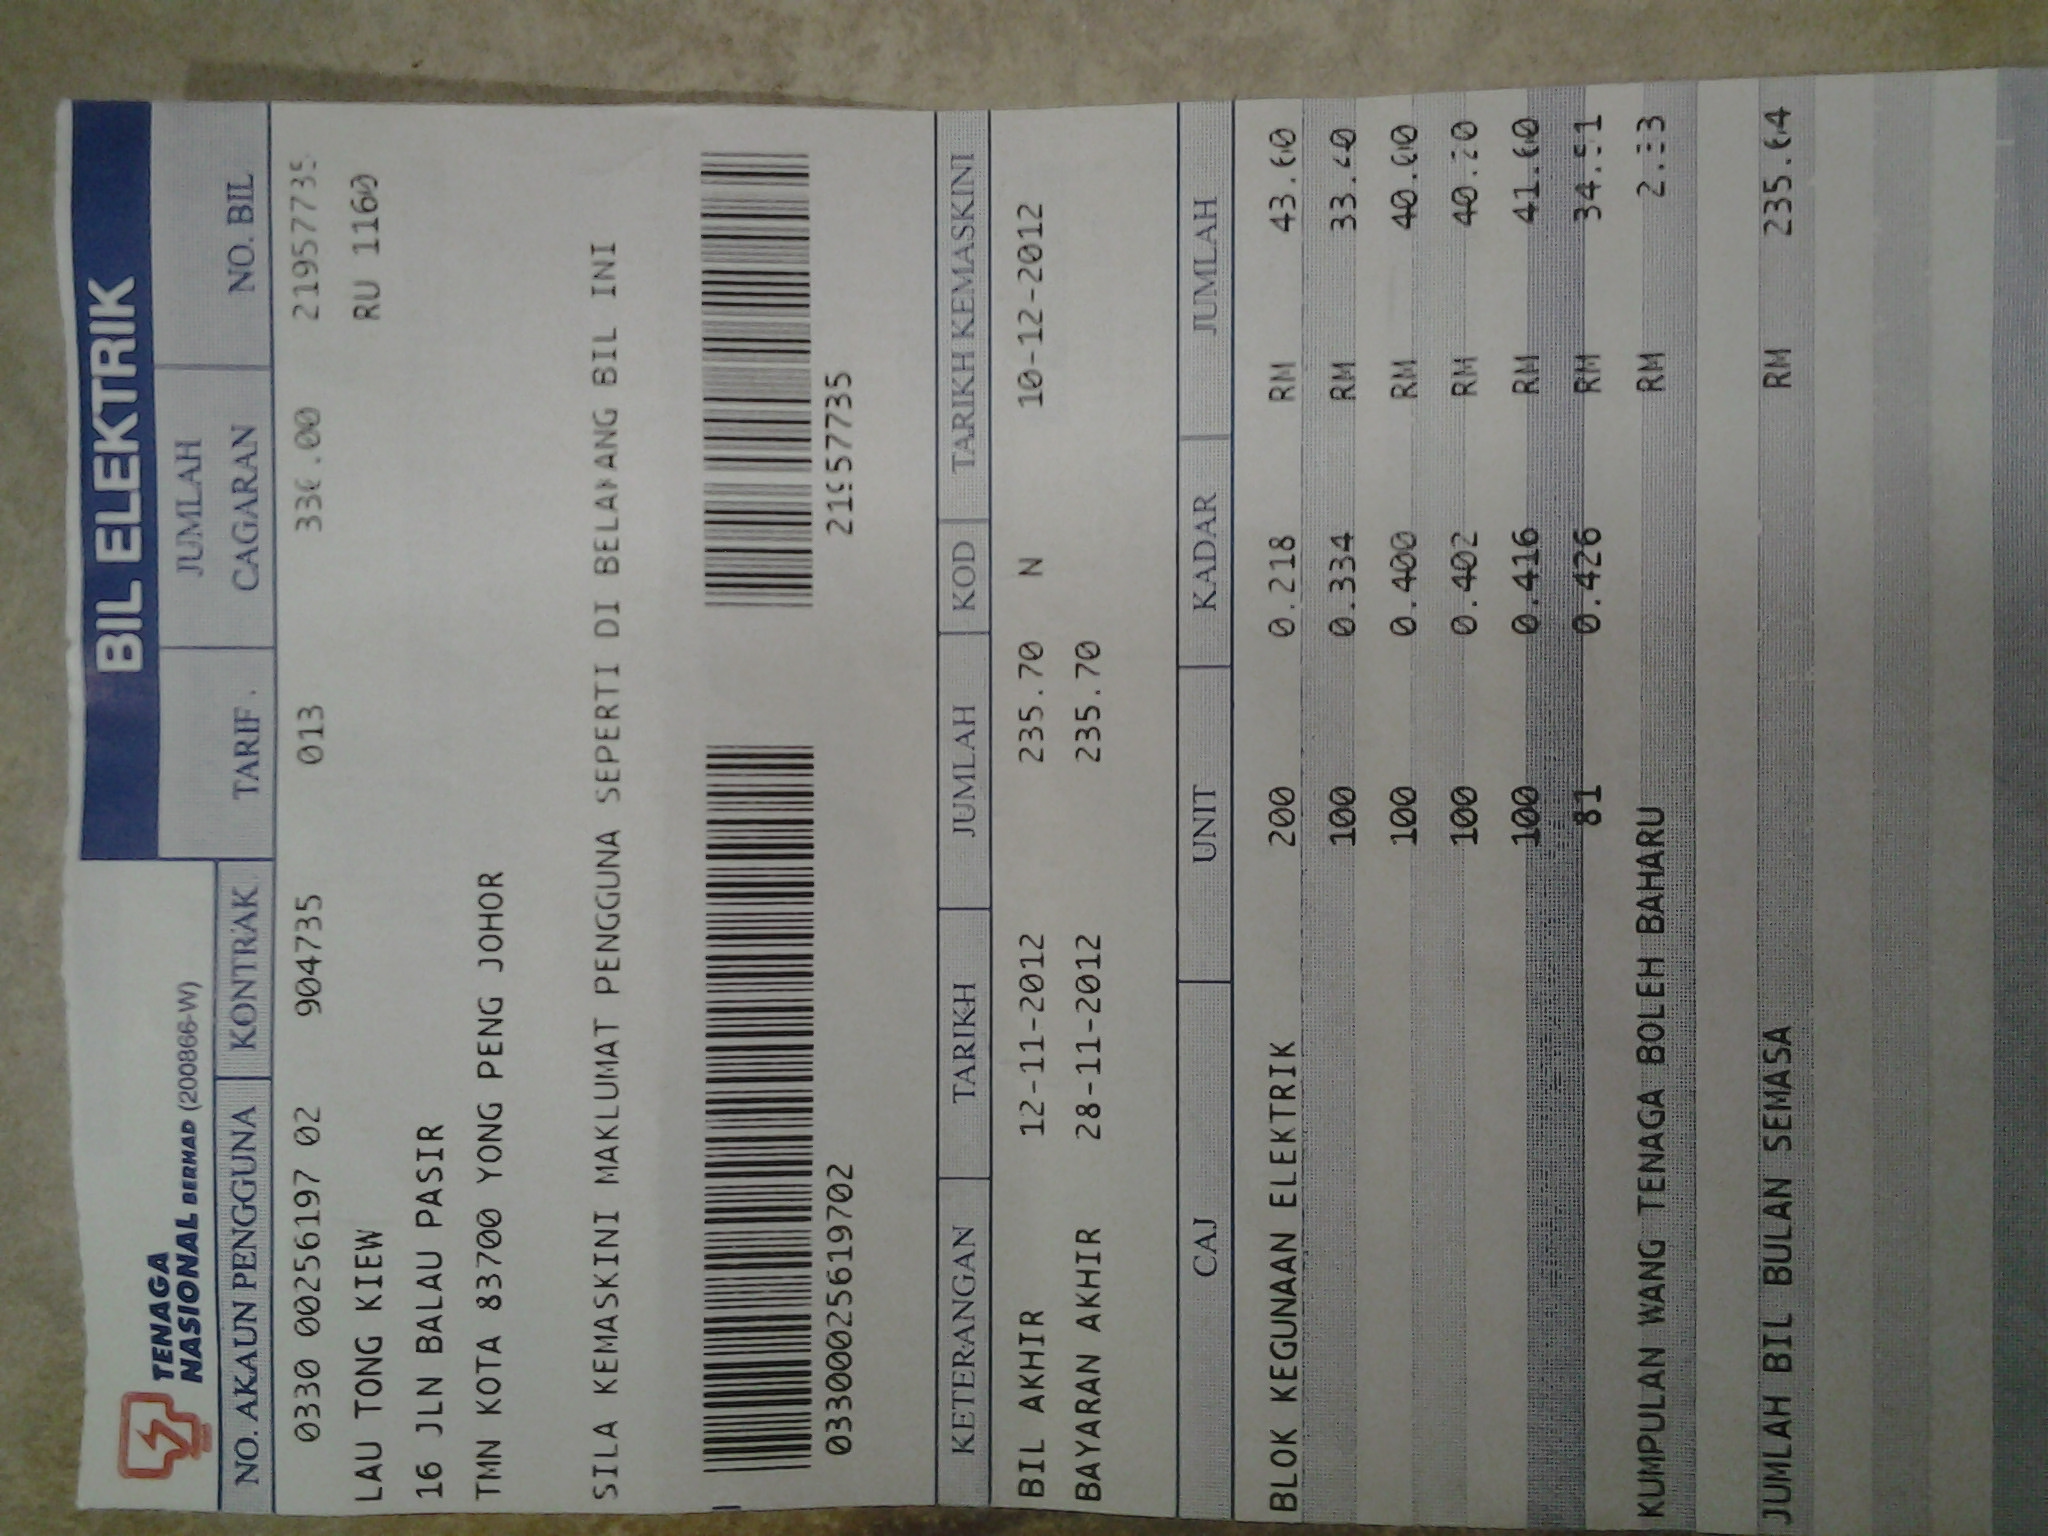 BIL ELEKTRIK
TENAGA
NASIONAL BERHAD (200866-W)
NO. AKAUN PENGGUNA KONTRAK TARIF JUMLAH CAGARAN NO. BIL
0330 00256197 02 904735 013 330.00 21957735
LAU TONG KIEW RU 1160
16 JLN BALAU PASIR
TMN KOTA 83700 YONG PENG JOHOR
SILA KEMASKINI MAKLUMAT PENGGUNA SEPERTI DI BELAKANG BIL INI
03300025619702 21957735
KETERANGAN TARIKH JUMLAH KOD TARIKH KEMASKINI
BIL AKHIR 12-11-2012 235.70 N 10-12-2012
BAYARAN AKHIR 28-11-2012 235.70
CAJ UNIT KADAR JUMLAH
BLOK KEGUNAAN ELEKTRIK 200 0.218 RM 43.60
100 0.334 RM 33.40
100 0.400 RM 40.00
100 0.402 RM 40.20
100 0.416 RM 41.60
81 0.426 RM 34.51
KUMPULAN WANG TENAGA BOLEH BAHARU RM 2.33
JUMLAH BIL BULAN SEMASA RM 235.64